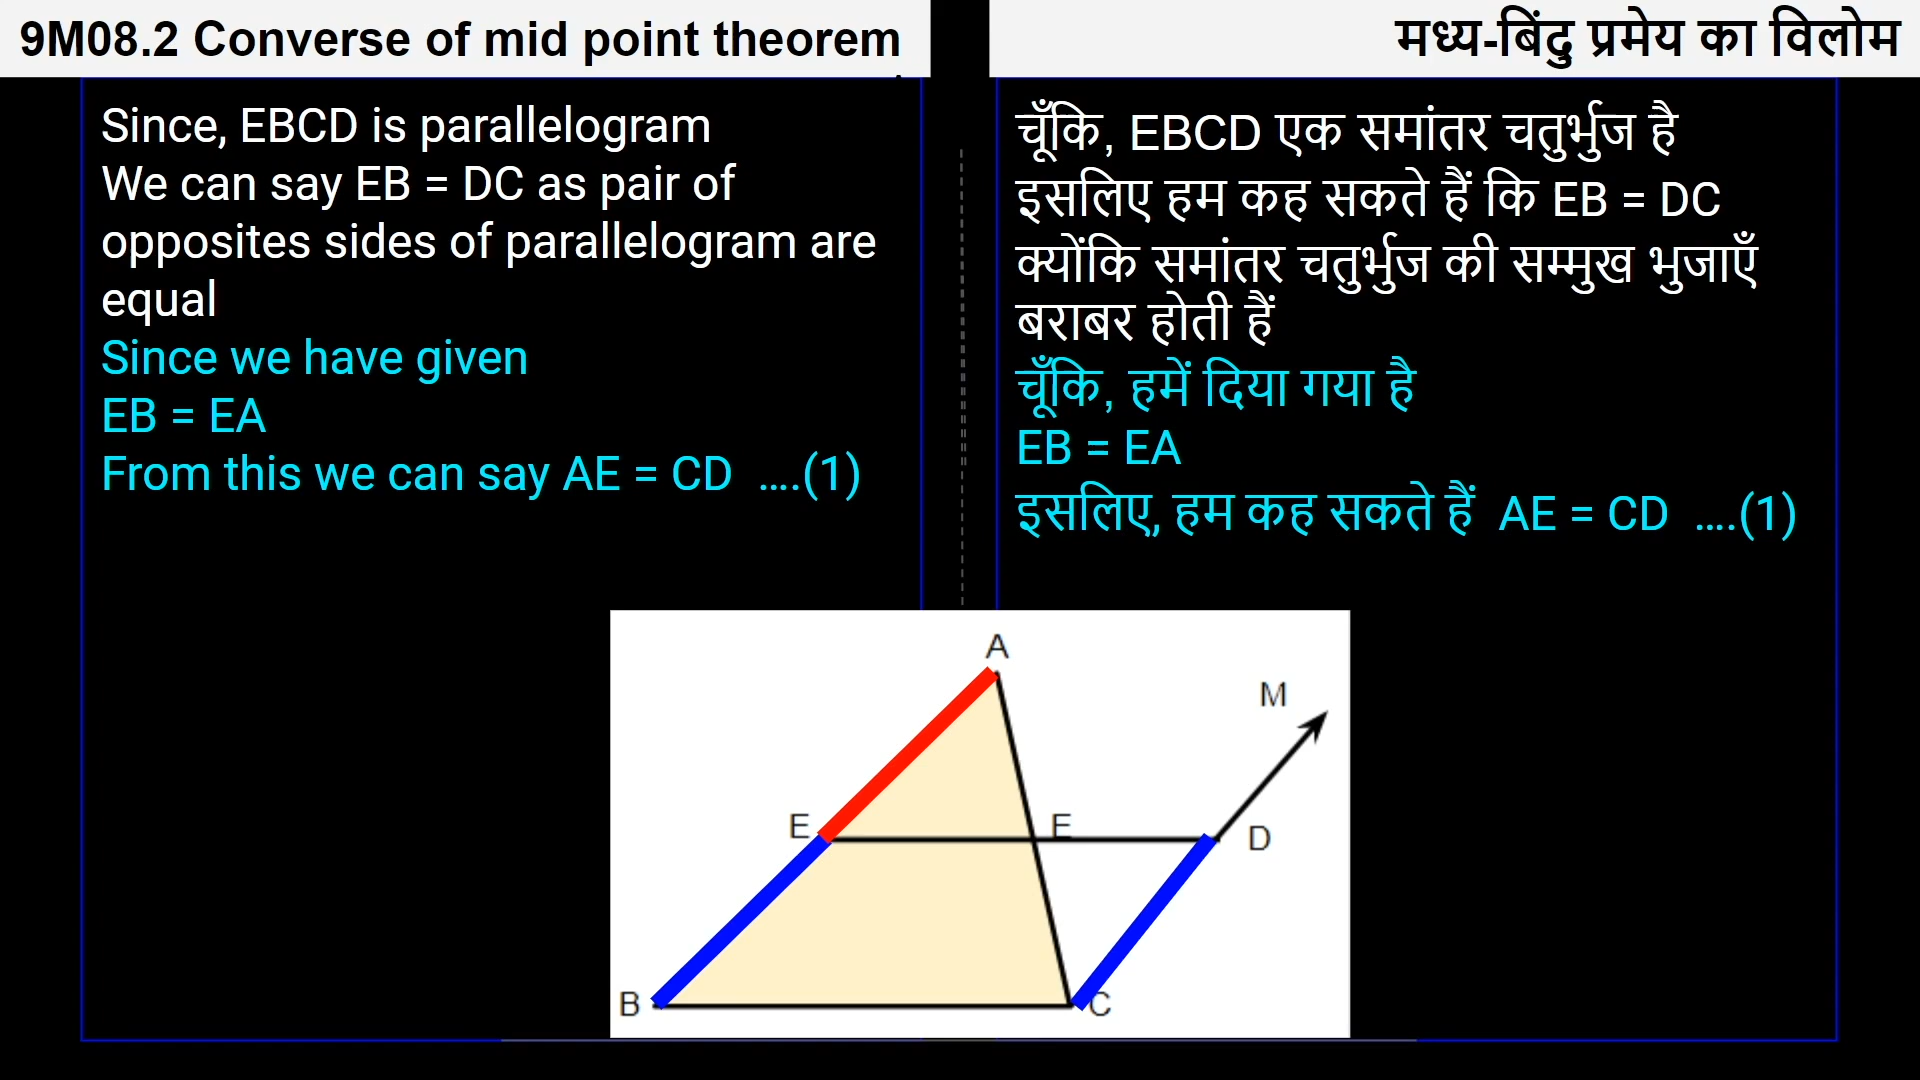 9M08.2 Converse of mid point theorem
मध्य-बिंदु प्रमेय का विलोम
Since, EBCD is parallelogram
We can say EB = DC as pair of
opposites sides of parallelogram are
equal
Since we have given
EB = EA
From this we can say AE = CD ....(1)
चूँकि, EBCD एक समांतर चतुर्भुज है
इसलिए हम कह सकते हैं कि EB = DC
क्योंकि समांतर चतुर्भुज की सम्मुख भुजाएँ
बराबर होती हैं
चूँकि, हमें दिया गया है
EB = EA
इसलिए, हम कह सकते हैं AE = CD ....(1)
A
M
E
E
D
B
C